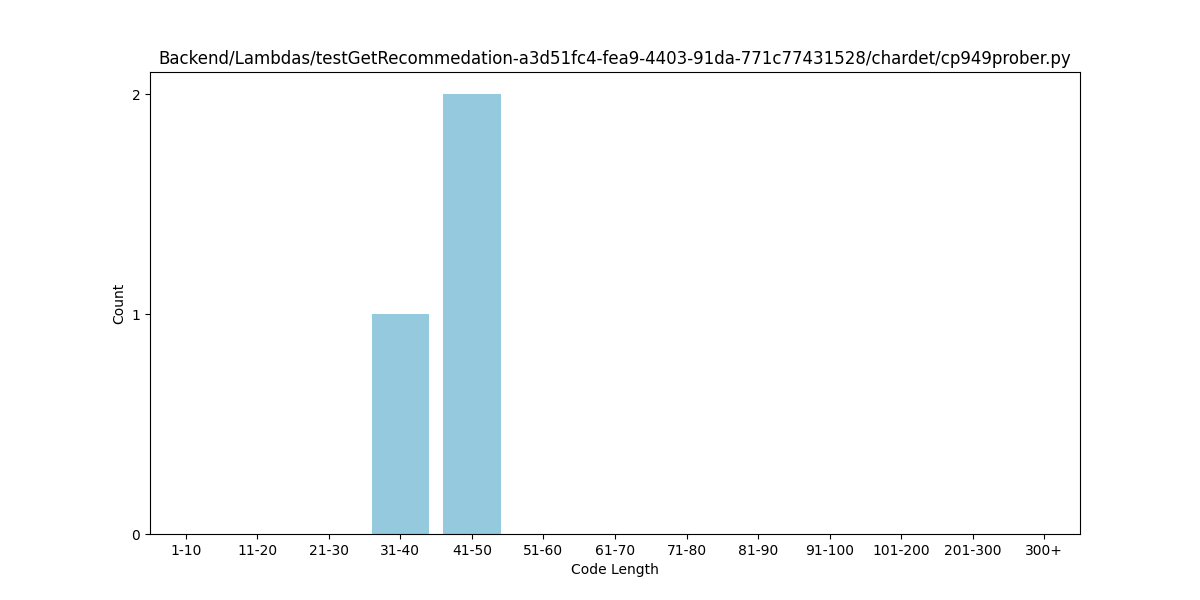 Backend/Lambdas/testGetRecommedation-a3d51fc4-fea9-4403-91da-771c77431528/chardet/cp949prober.py
2
1
0
Count
1-10 11-20 21-30 31-40 41-50 51-60 61-70 71-80 81-90 91-100 101-200 201-300 300+
Code Length